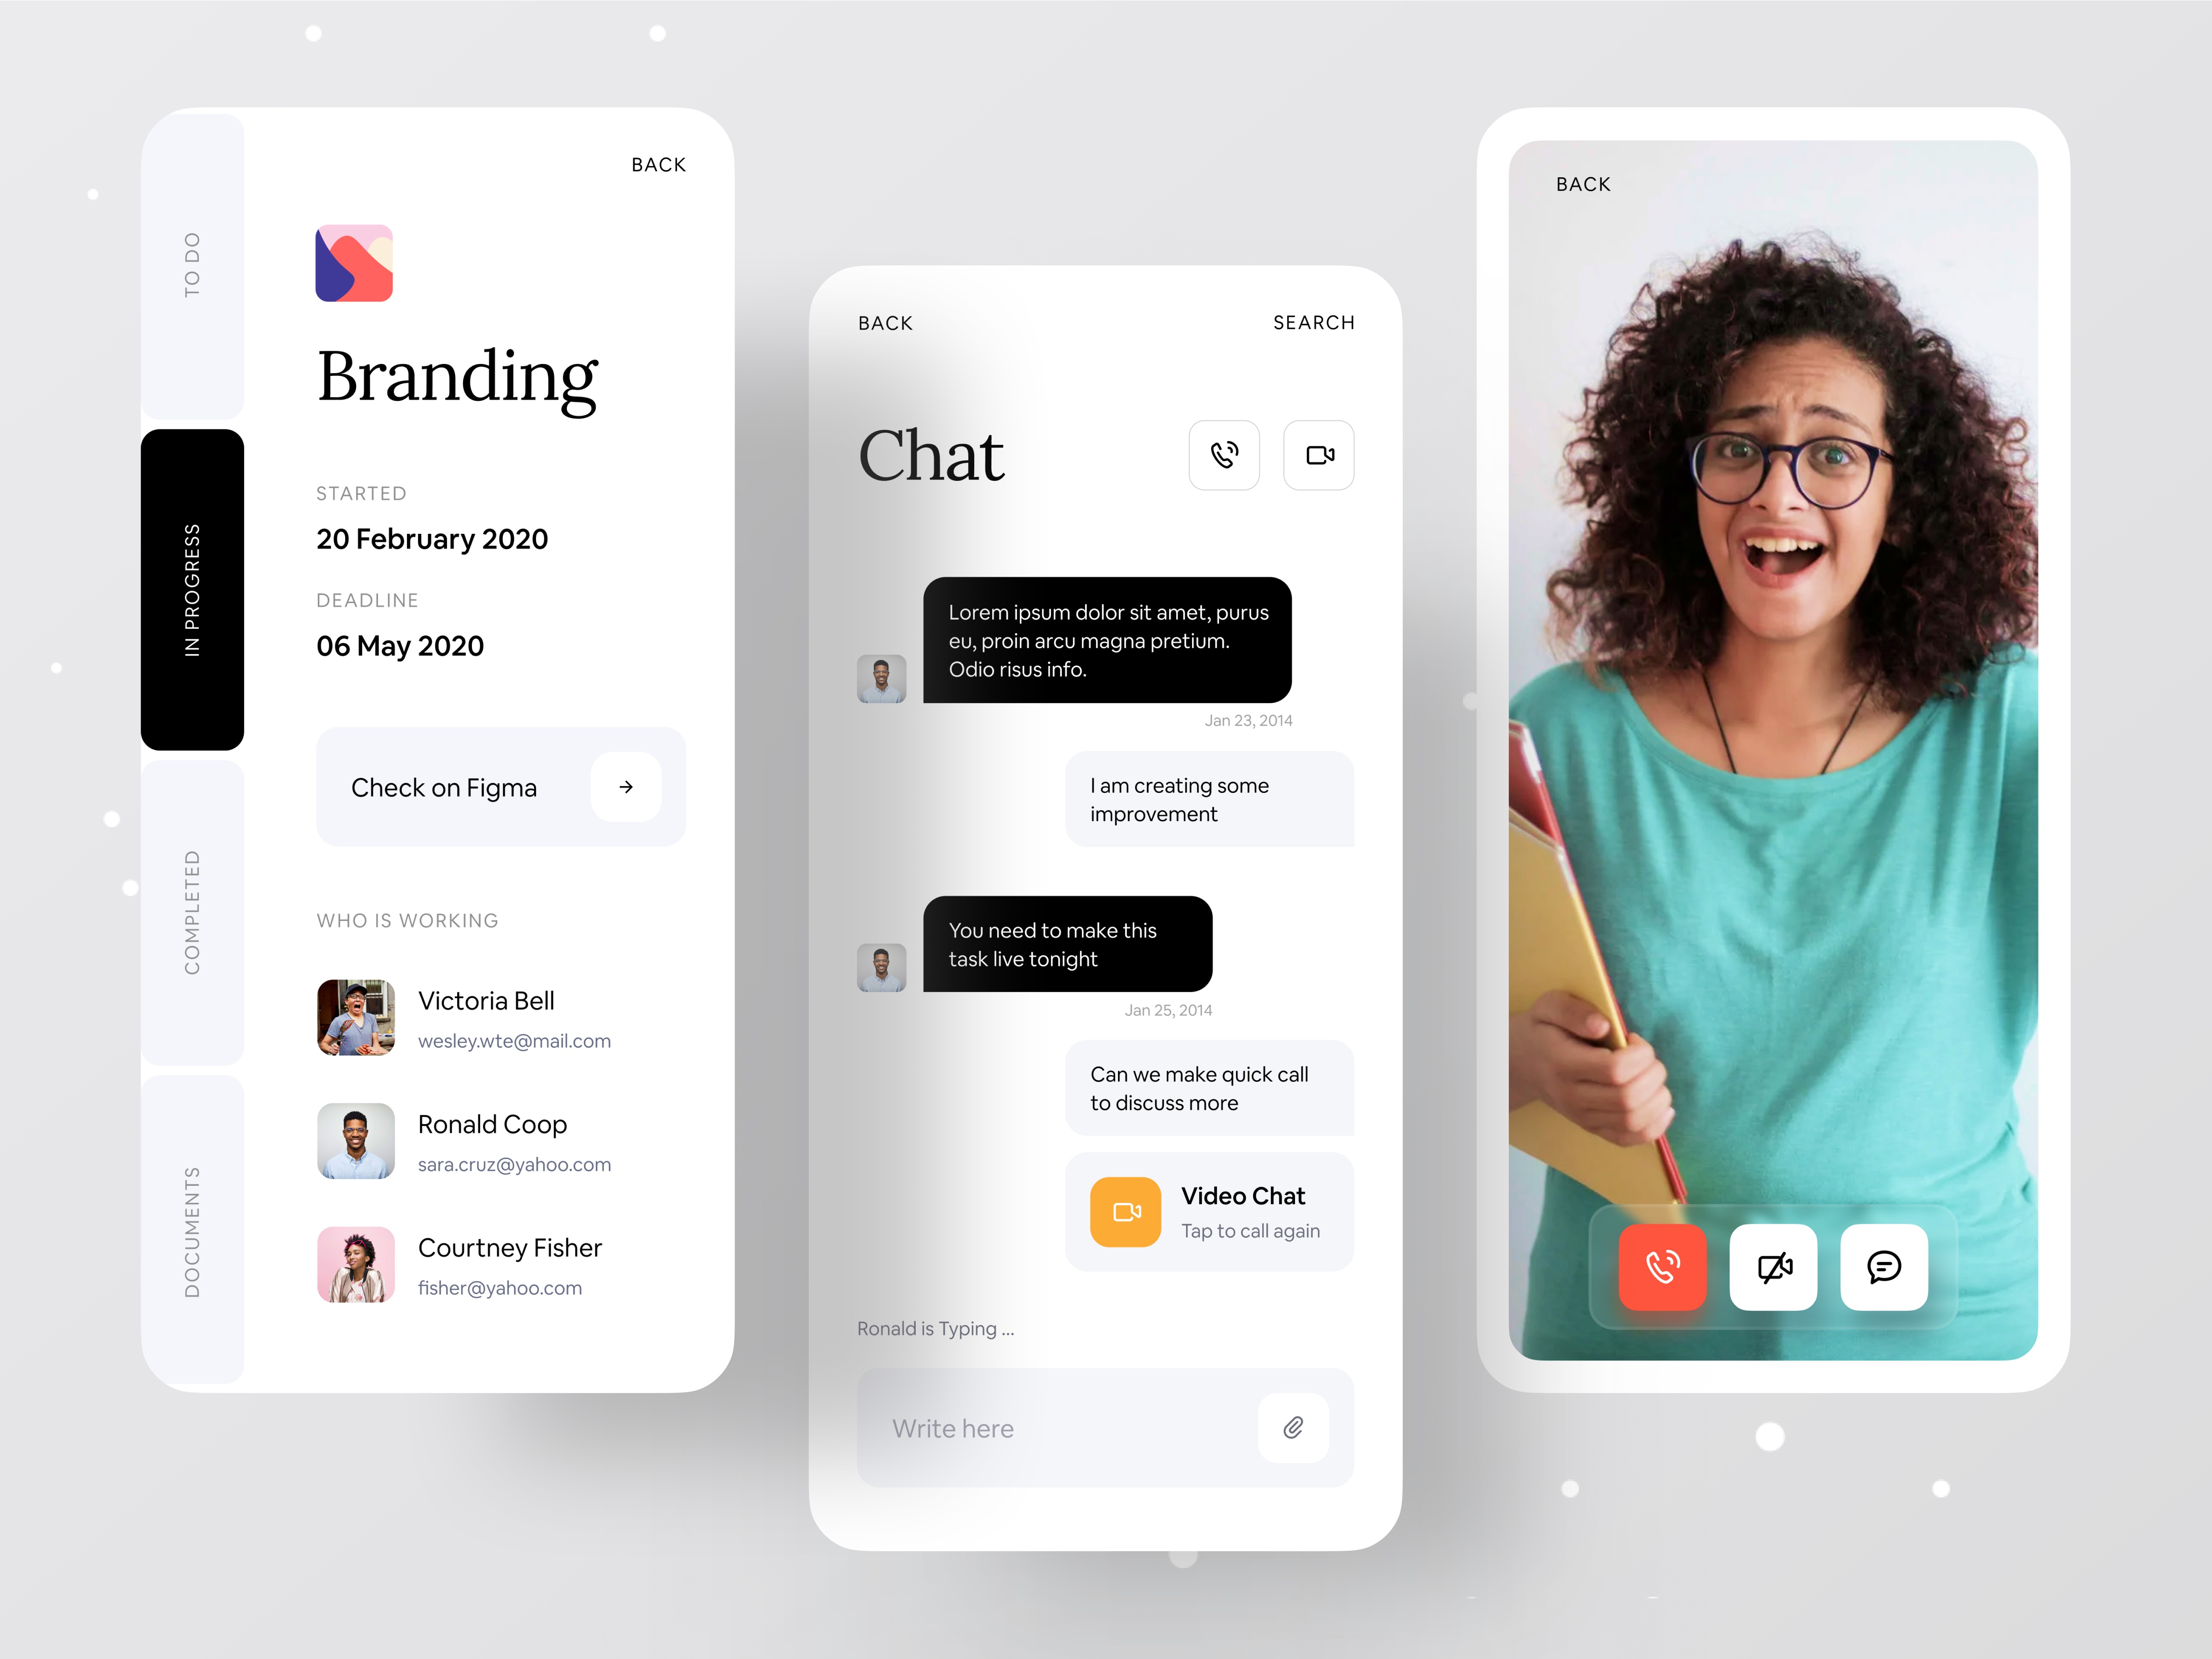 TO DO
IN PROGRESS
COMPLETED
DOCUMENTS
BACK
Branding
STARTED
20 February 2020
DEADLINE
06 May 2020
Check on Figma
WHO IS WORKING
Victoria Bell
wesley.wte@mail.com
Ronald Coop
sara.cruz@yahoo.com
Courtney Fisher
fisher@yahoo.com
BACK
SEARCH
Chat
Lorem ipsum dolor sit amet, purus
eu, proin arcu magna pretium.
Odio risus info.
Jan 23, 2014
I am creating some
improvement
You need to make this
task live tonight
Jan 25, 2014
Can we make quick call
to discuss more
Video Chat
Tap to call again
Ronald is Typing ...
Write here
BACK